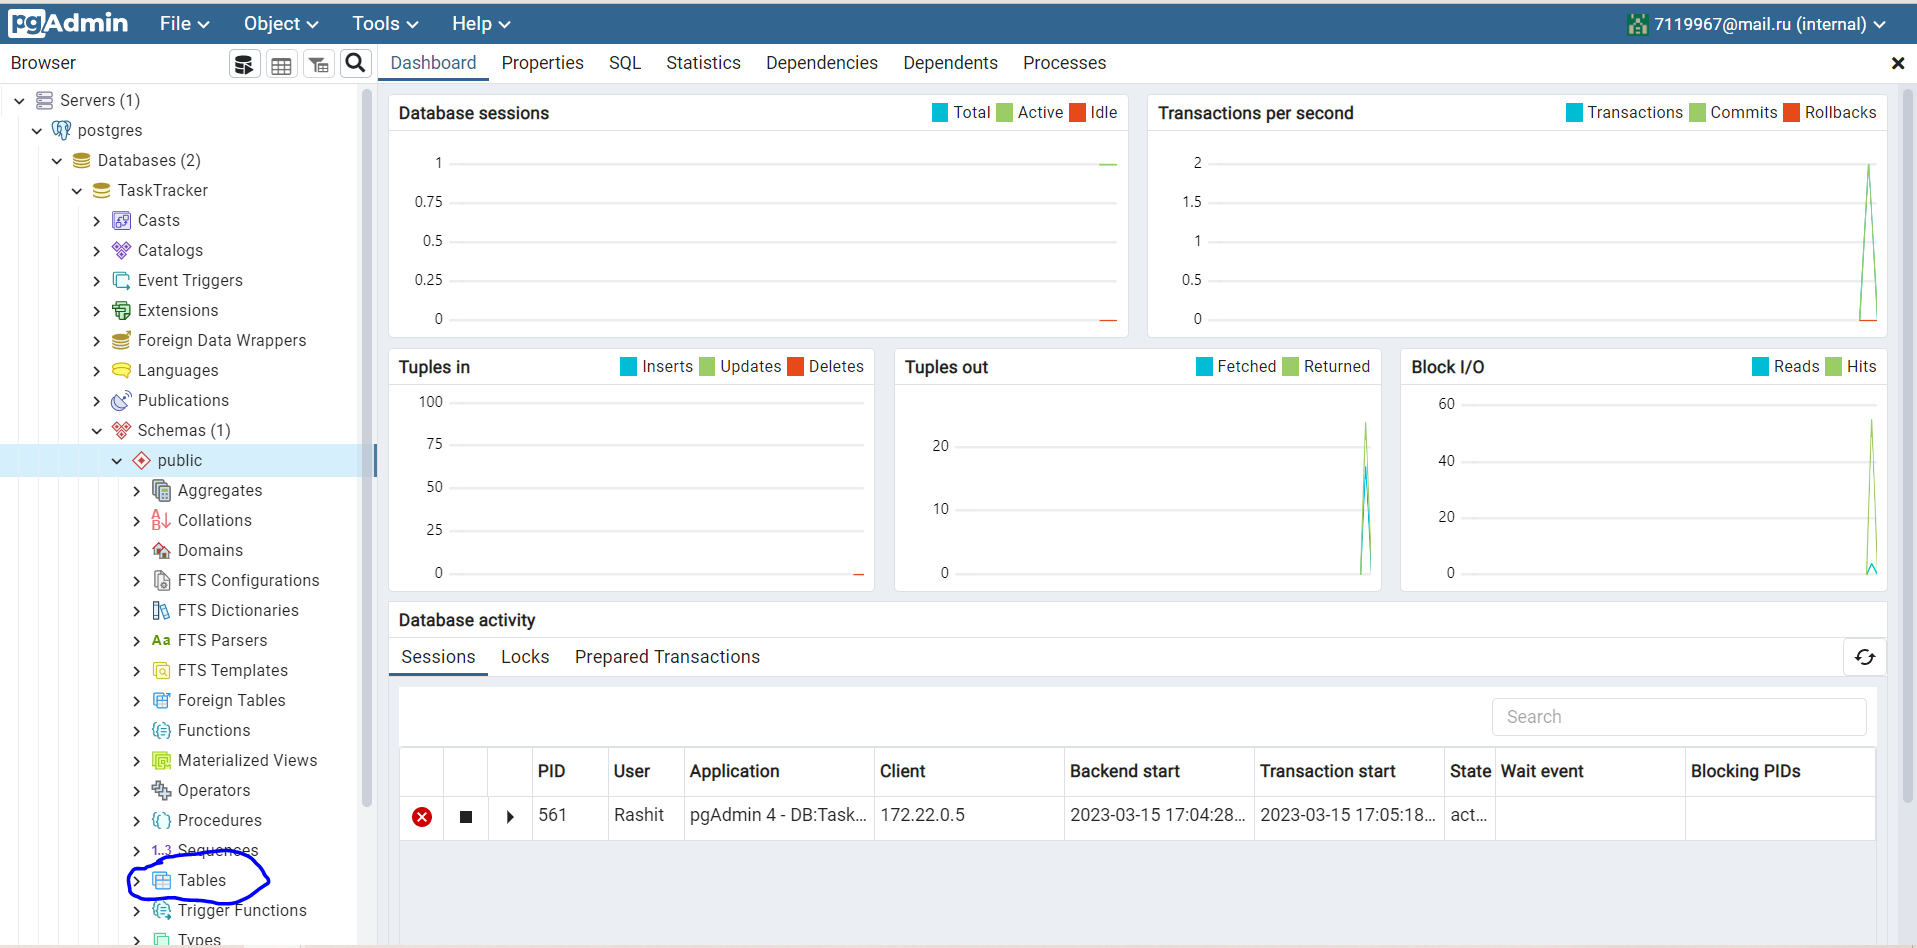 pgAdmin File Object Tools Help 7119967@mail.ru (internal)
Browser Dashboard Properties SQL Statistics Dependencies Dependents Processes
Servers (1)
postgres
Databases (2)
TaskTracker
Casts
Catalogs
Event Triggers
Extensions
Foreign Data Wrappers
Languages
Publications
Schemas (1)
public
Aggregates
Collations
Domains
FTS Configurations
FTS Dictionaries
Aa FTS Parsers
FTS Templates
Foreign Tables
Functions
Materialized Views
Operators
Procedures
1..3 Sequences
Tables
Trigger Functions
Types
Database sessions Total Active Idle
1
0.75
0.5
0.25
0
Transactions per second Transactions Commits Rollbacks
2
1.5
1
0.5
0
Tuples in Inserts Updates Deletes
100
75
50
25
0
Tuples out Fetched Returned
20
10
0
Block I/O Reads Hits
60
40
20
0
Database activity
Sessions Locks Prepared Transactions
Search
PID User Application Client Backend start Transaction start State Wait event Blocking PIDs
561 Rashit pgAdmin 4 - DB:Task... 172.22.0.5 2023-03-15 17:04:28... 2023-03-15 17:05:18... act...